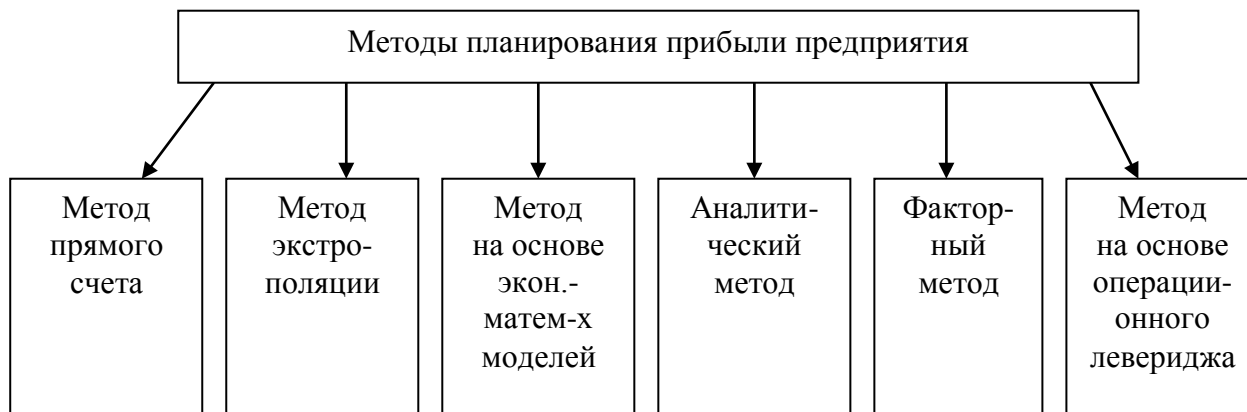 Методы планирования прибыли предприятия
Метод
прямого
счета
Метод
экстро-
поляции
Метод
на основе
экон.-
матем-х
моделей
Аналити-
ческий
метод
Фактор-
ный
метод
Метод
на основе
операци-
онного
левериджа